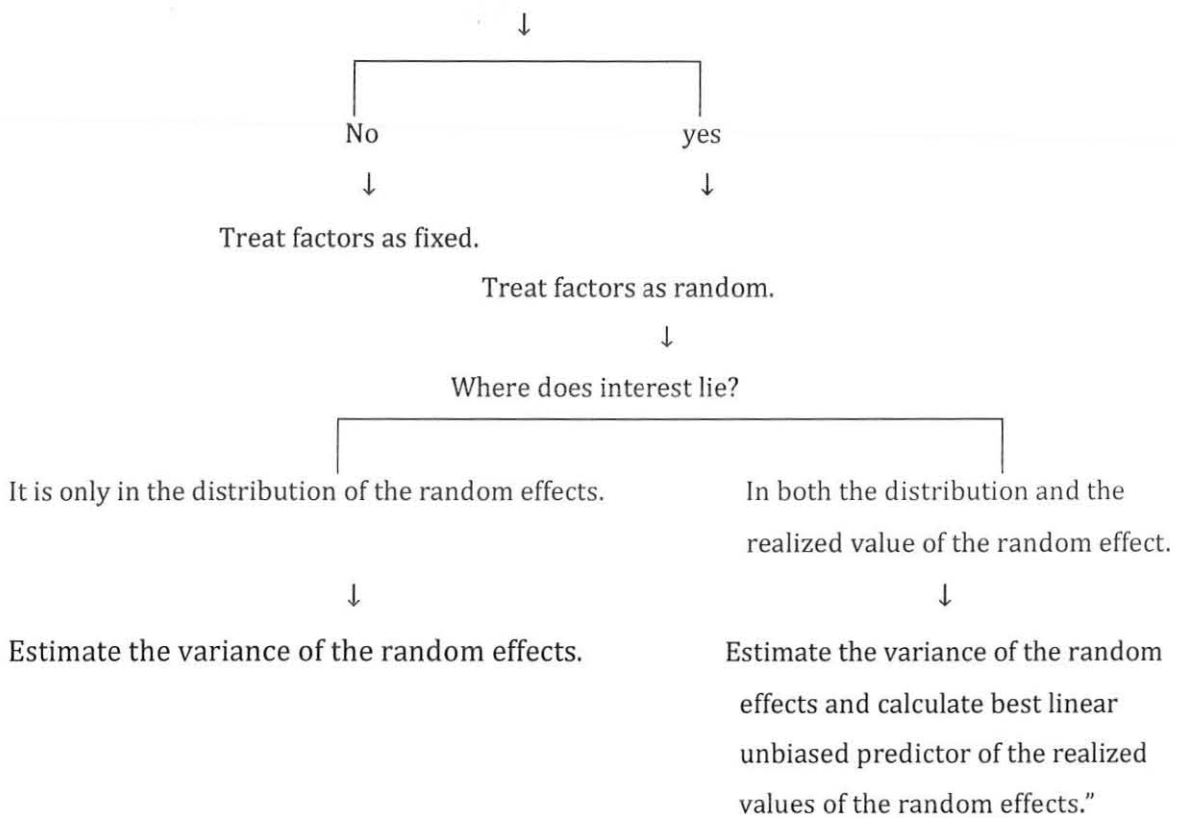 ↓
No yes
↓ ↓
Treat factors as fixed.
Treat factors as random.
↓
Where does interest lie?
It is only in the distribution of the random effects. In both the distribution and the
realized value of the random effect.
↓ ↓
Estimate the variance of the random effects. Estimate the variance of the random
effects and calculate best linear
unbiased predictor of the realized
values of the random effects.”